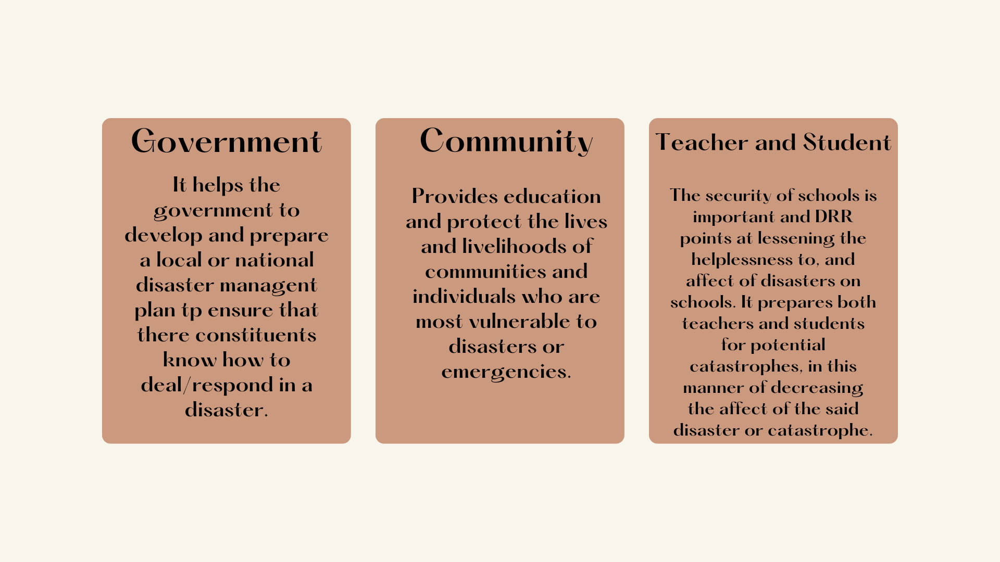 Government
It helps the
government to
develop and prepare
a local or national
disaster managent
plan tp ensure that
there constituents
know how to
deal/respond in a
disaster.
Community
Provides education
and protect the lives
and livelihoods of
communities and
individuals who are
most vulnerable to
disasters or
emergencies.
Teacher and Student
The security of schools is
important and DRR
points at lessening the
helplessness to, and
affect of disasters on
schools. It prepares both
teachers and students
for potential
catastrophes, in this
manner of decreasing
the affect of the said
disaster or catastrophe.